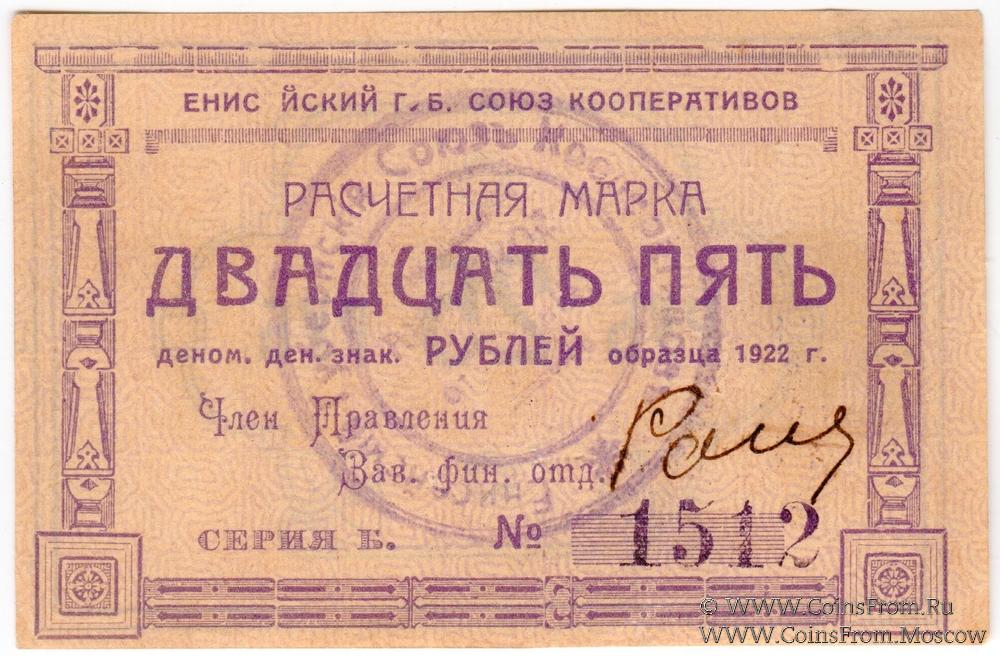 ЕНИС ЙСКИЙ Г. Б. СОЮЗ КООПЕРАТИВОВ
РАСЧЕТНАЯ МАРКА
ДВАДЦАТЬ ПЯТЬ
деном. ден. знак. РУБЛЕЙ образца 1922 г.
Член Правления
Зав. фин. отд.
СЕРИЯ Б. № 1512
© WWW.CoinsFrom.Ru
WWW.CoinsFrom.Moscow